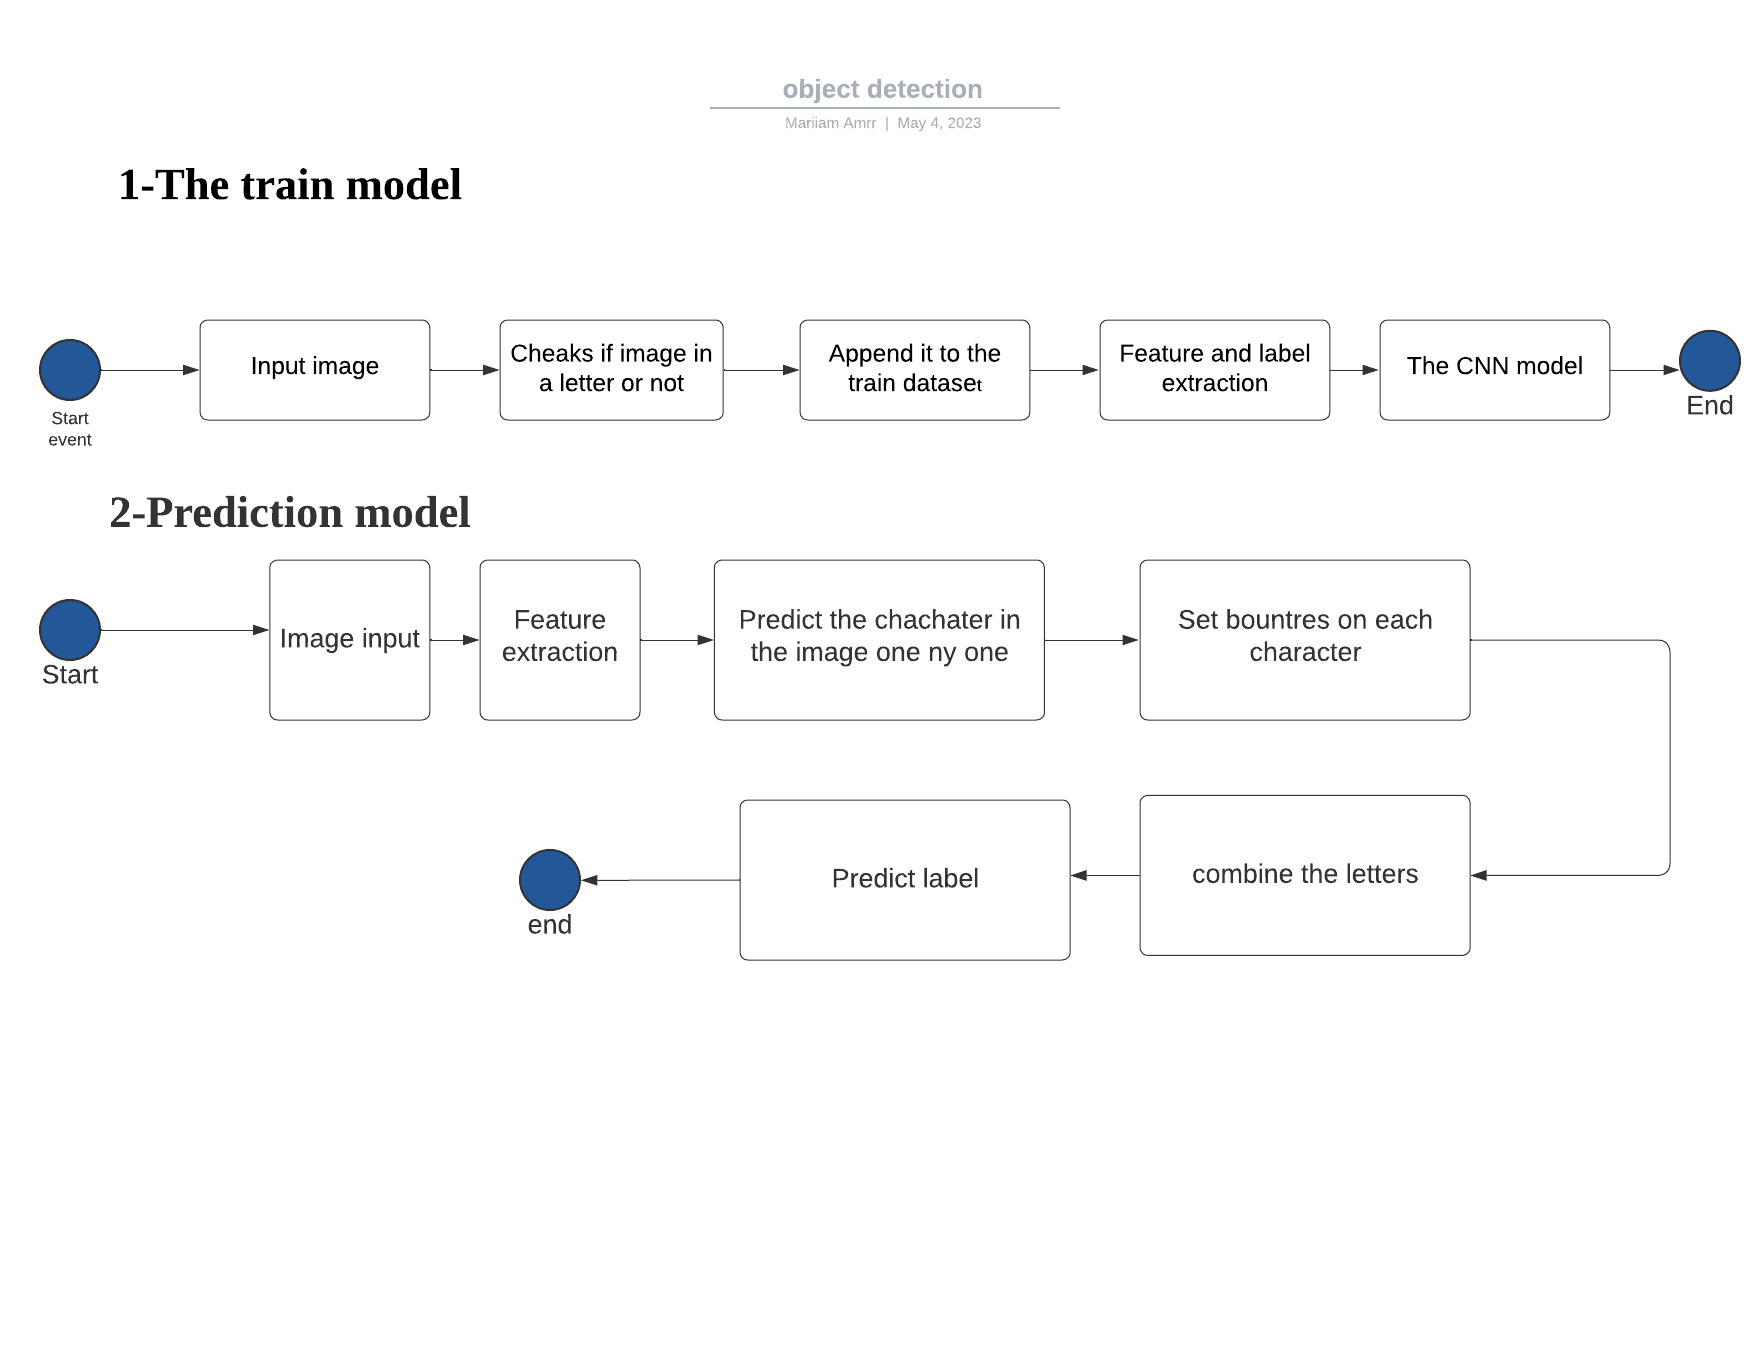 object detection
Mariiam Amrr | May 4, 2023
1-The train model
Input image
Cheaks if image in
a letter or not
Append it to the
train dataset
Feature and label
extraction
The CNN model
Start
event
End
2-Prediction model
Start
Image input
Feature
extraction
Predict the chachater in
the image one ny one
Set bountres on each
character
combine the letters
Predict label
end